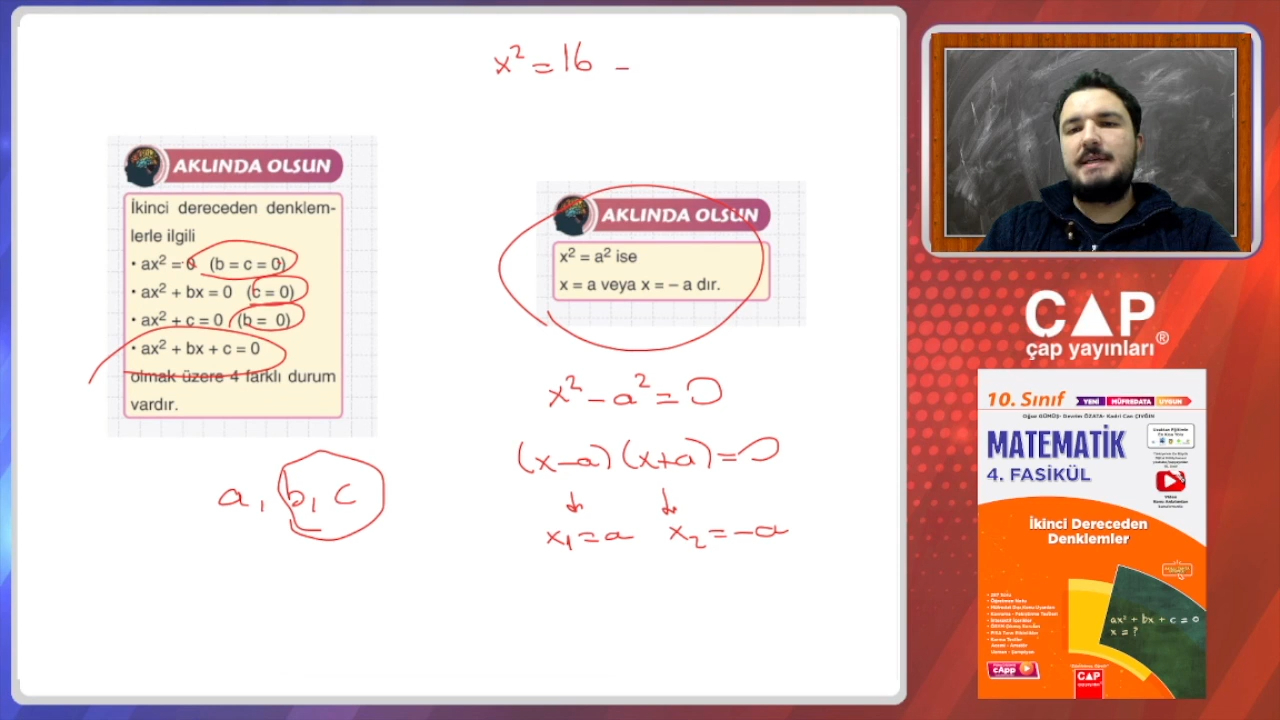 x² = 16 -
AKLINDA OLSUN
İkinci dereceden denklem-
lerle ilgili
• ax² = 0 (b = c = 0)
• ax² + bx = 0 (c = 0)
• ax² + c = 0 (b = 0)
• ax² + bx + c = 0
olmak üzere 4 farklı durum
vardır.
a, b, c
AKLINDA OLSUN
x² = a² ise
x = a veya x = – a dır.
x² - a² = 0
(x-a) (x+a) = 0
x₁ = a x₂ = -a
ÇAP
çap yayınları®
10. Sınıf YENİ MÜFREDATA UYGUN
MATEMATİK
4. FASİKÜL
İkinci Dereceden
Denklemler
ax² + bx + c = 0
x = ?
cApp
ÇAP